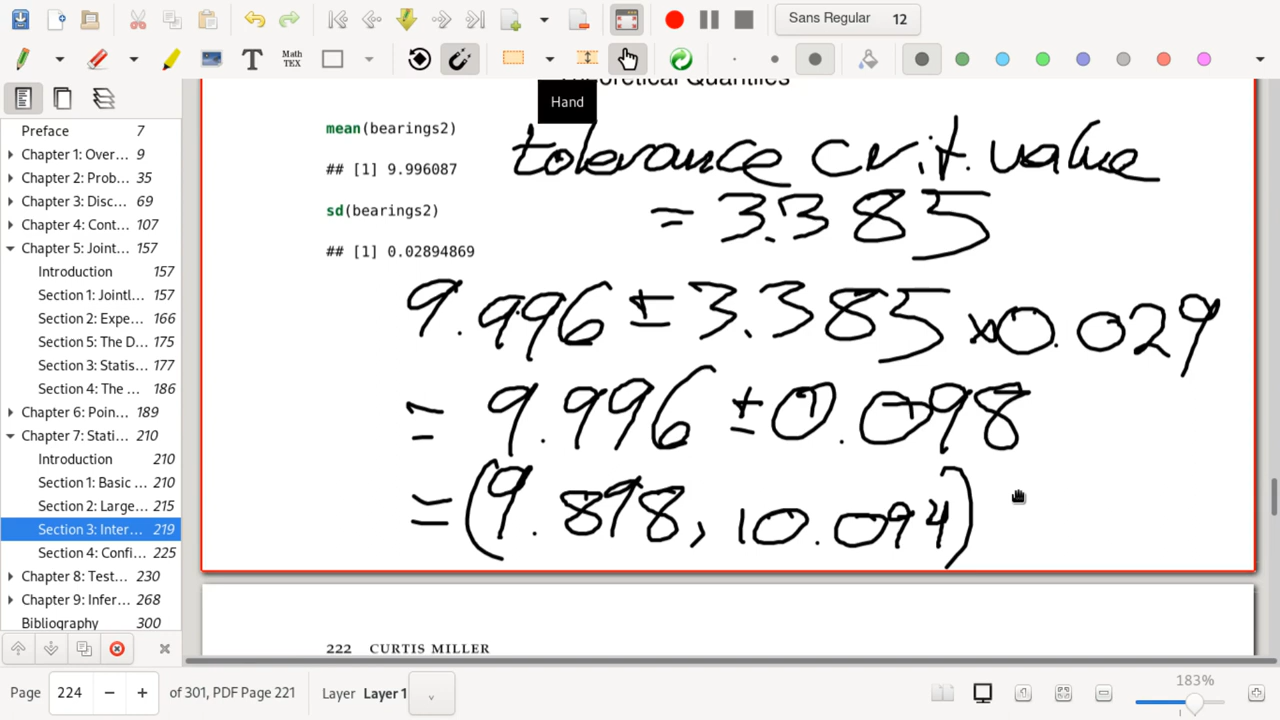 Sans Regular 12
T Math TEX
Hand
Preface 7
Chapter 1: Over... 9
Chapter 2: Prob... 35
Chapter 3: Disc... 69
Chapter 4: Cont... 107
Chapter 5: Joint... 157
Introduction 157
Section 1: Jointl... 157
Section 2: Expe... 166
Section 5: The D... 175
Section 3: Statis... 177
Section 4: The ... 186
Chapter 6: Poin... 189
Chapter 7: Stati... 210
Introduction 210
Section 1: Basic ... 210
Section 2: Large... 215
Section 3: Inter... 219
Section 4: Confi... 225
Chapter 8: Test... 230
Chapter 9: Infer... 268
Bibliography 300
Theoretical Quantiles
mean(bearings2)
## [1] 9.996087
sd(bearings2)
## [1] 0.02894869
tolerance crit. value
= 3.385
9.996 ± 3.385 ×0.029
= 9.996 ± 0.098
= (9.898, 10.094)
222 CURTIS MILLER
Page 224 of 301, PDF Page 221 Layer Layer 1
183%